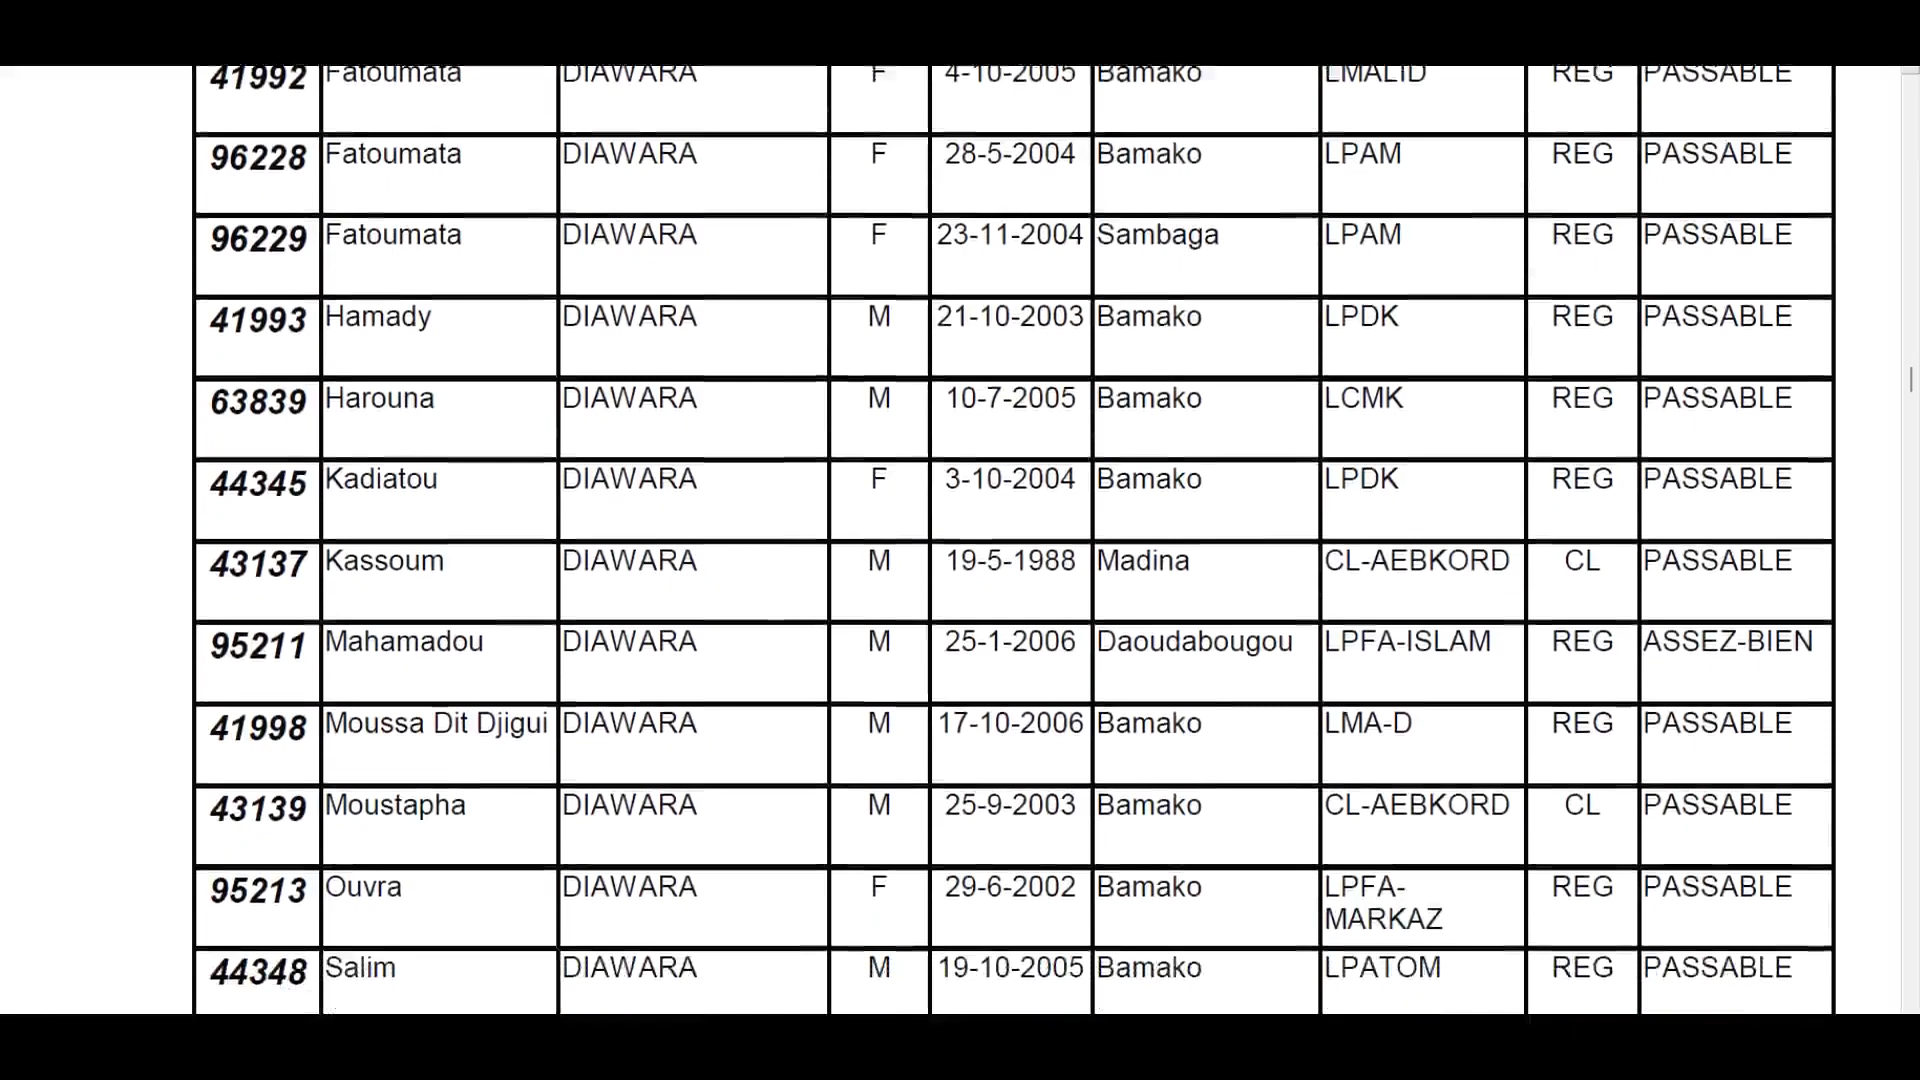 41992 Fatoumata DIAWARA F 4-10-2005 Bamako LMALID REG PASSABLE
96228 Fatoumata DIAWARA F 28-5-2004 Bamako LPAM REG PASSABLE
96229 Fatoumata DIAWARA F 23-11-2004 Sambaga LPAM REG PASSABLE
41993 Hamady DIAWARA M 21-10-2003 Bamako LPDK REG PASSABLE
63839 Harouna DIAWARA M 10-7-2005 Bamako LCMK REG PASSABLE
44345 Kadiatou DIAWARA F 3-10-2004 Bamako LPDK REG PASSABLE
43137 Kassoum DIAWARA M 19-5-1988 Madina CL-AEBKORD CL PASSABLE
95211 Mahamadou DIAWARA M 25-1-2006 Daoudabougou LPFA-ISLAM REG ASSEZ-BIEN
41998 Moussa Dit Djigui DIAWARA M 17-10-2006 Bamako LMA-D REG PASSABLE
43139 Moustapha DIAWARA M 25-9-2003 Bamako CL-AEBKORD CL PASSABLE
95213 Ouvra DIAWARA F 29-6-2002 Bamako LPFA- REG PASSABLE
MARKAZ
44348 Salim DIAWARA M 19-10-2005 Bamako LPATOM REG PASSABLE